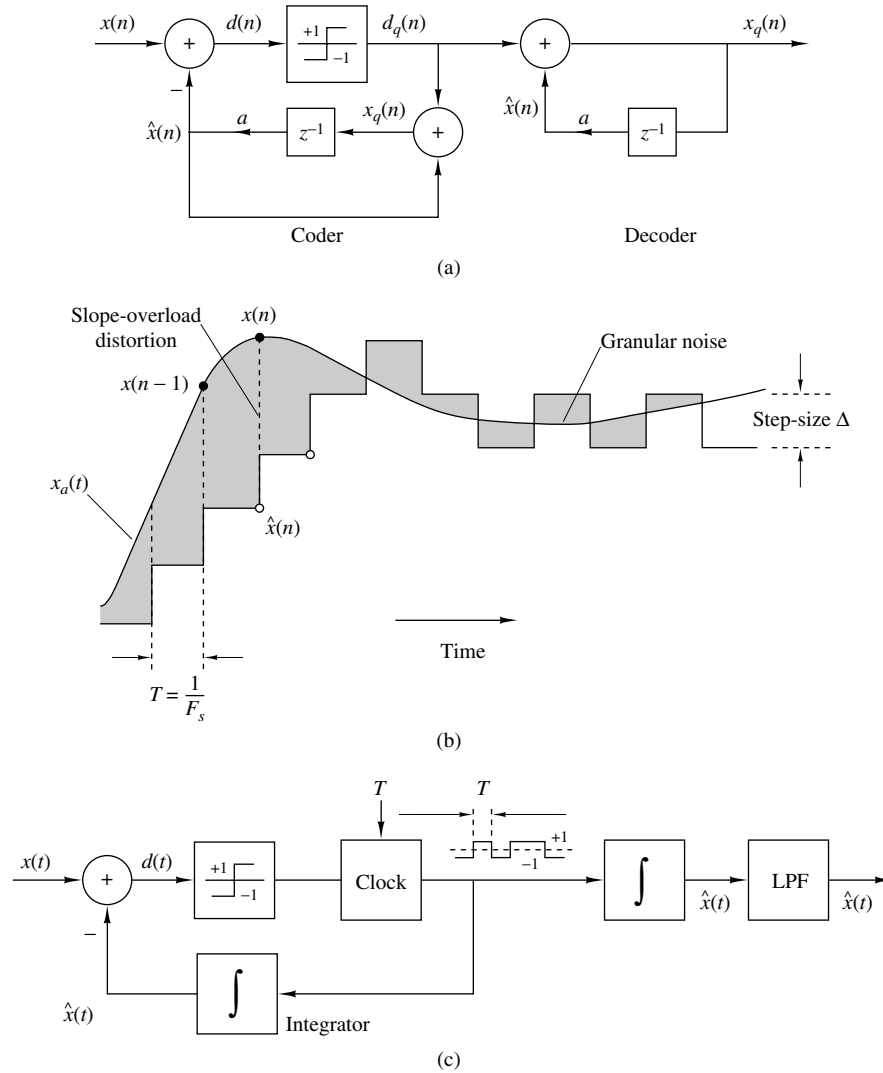 x(n)
d(n)
+1
−1
d_q(n)
x_q(n)
+
+
−
x̂(n)
a
z⁻¹
x_q(n)
+
x̂(n)
a
z⁻¹
Coder
Decoder
(a)
Slope-overload
distortion
x(n)
x(n − 1)
Granular noise
Step-size Δ
x_a(t)
x̂(n)
Time
T = 1/F_s
(b)
T
T
+1
−1
x(t)
d(t)
+
+1
−1
Clock
∫
x̂(t)
LPF
x̂(t)
−
x̂(t)
∫
Integrator
(c)